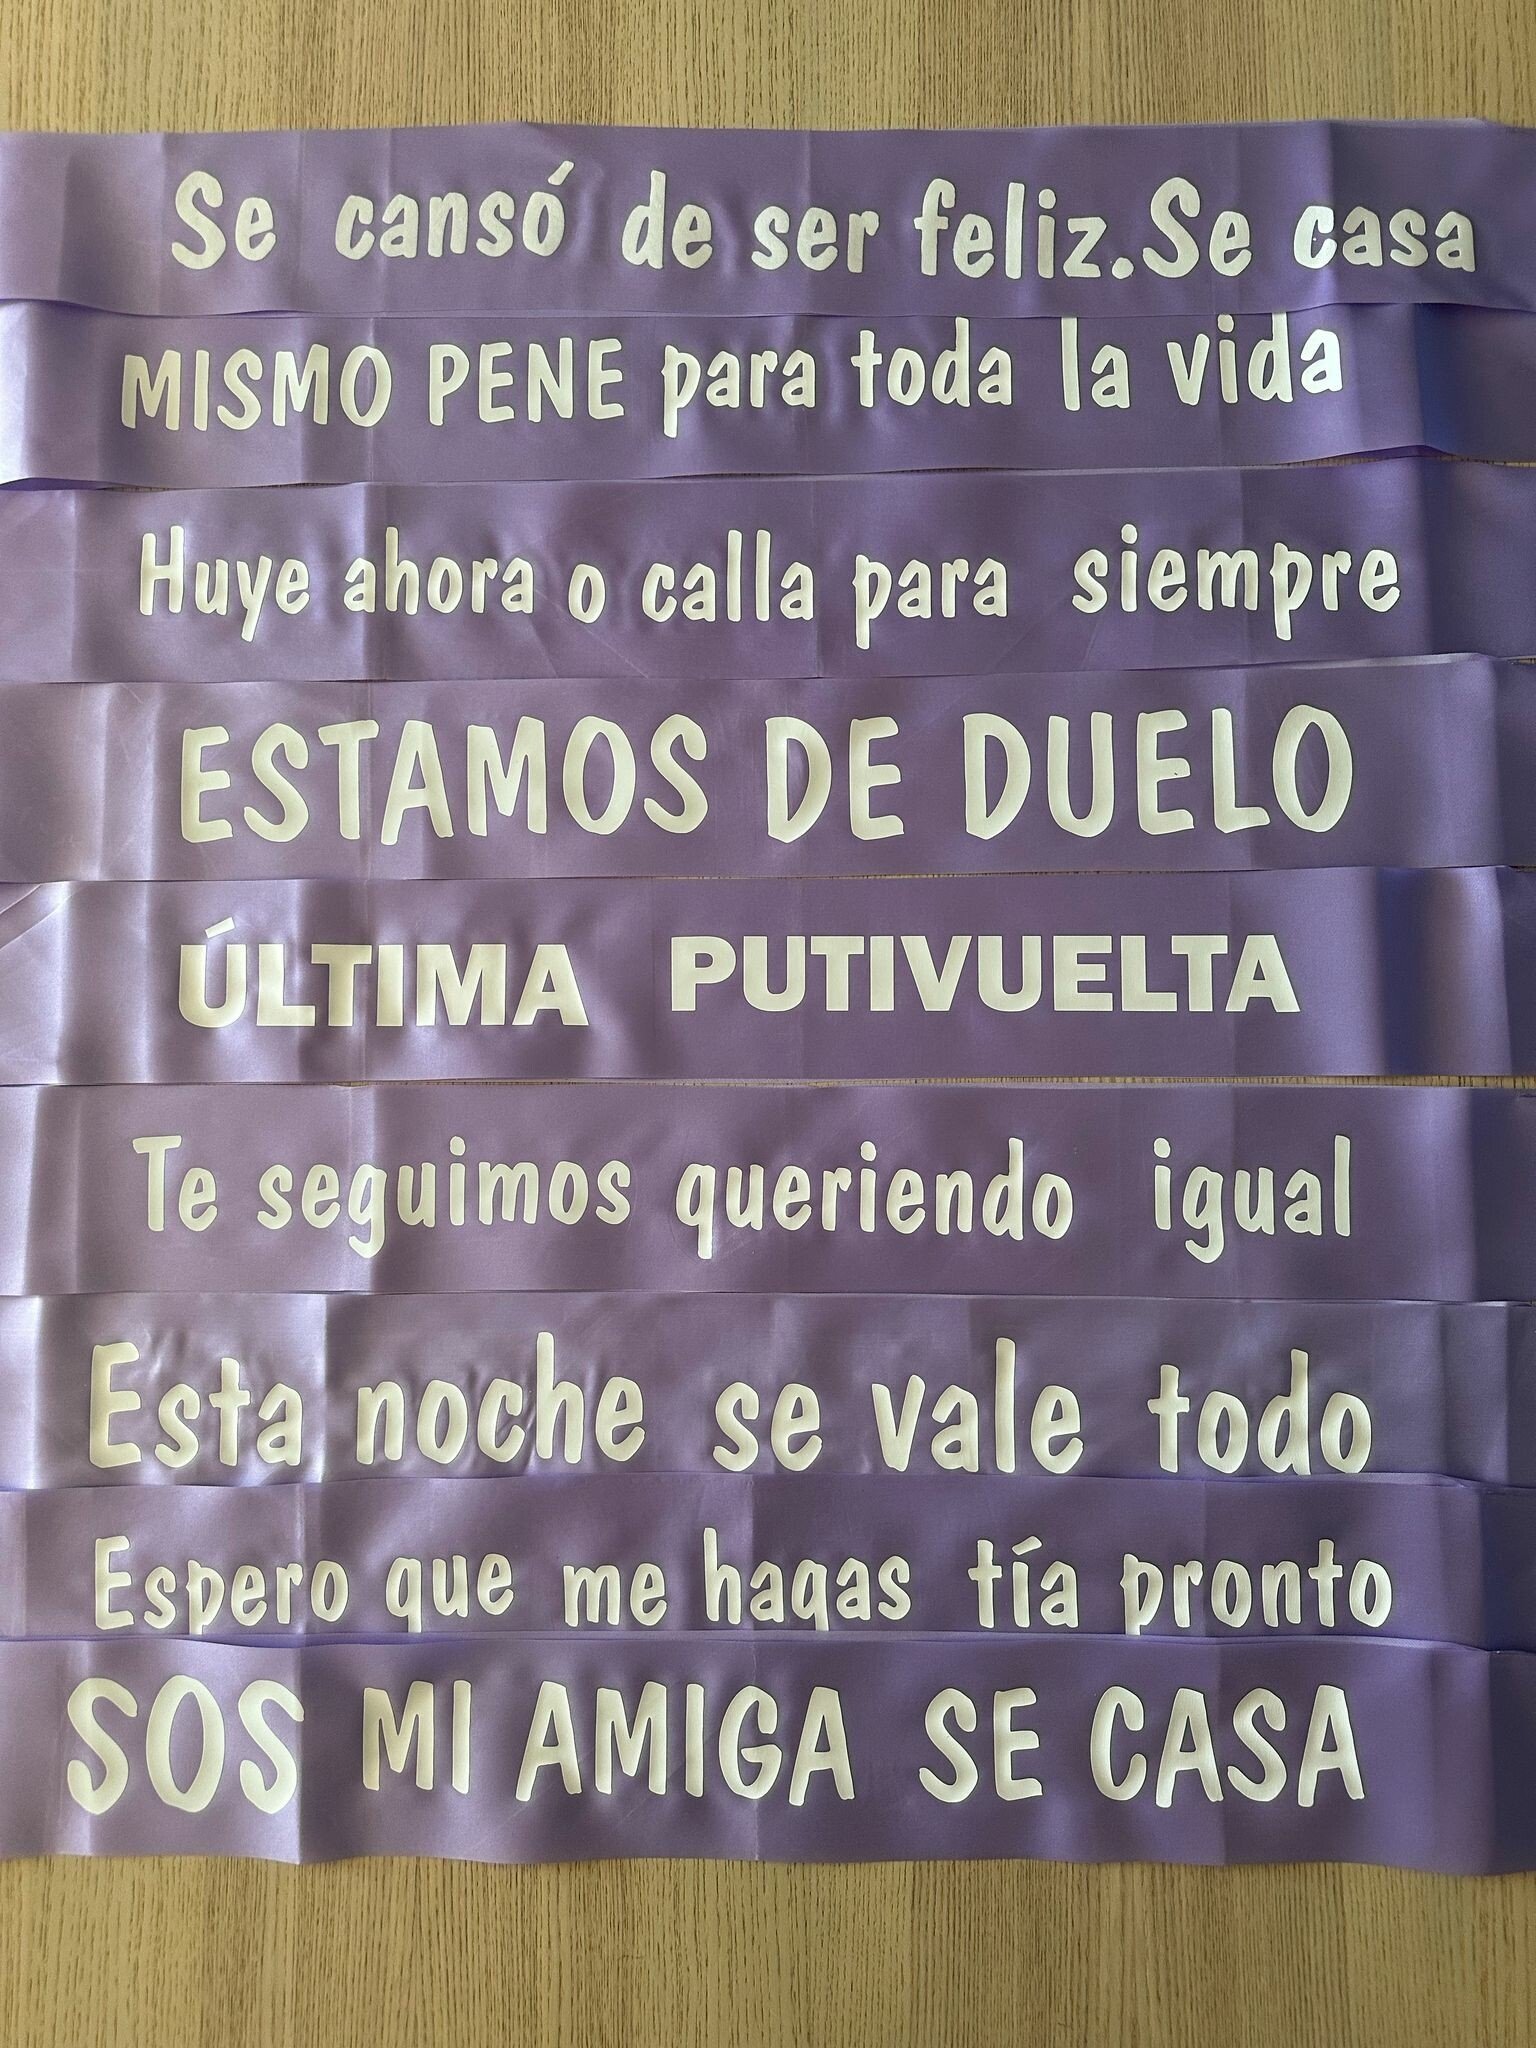 Se cansó de ser feliz.Se casa
MISMO PENE para toda la vida
Huye ahora o calla para siempre
ESTAMOS DE DUELO
ÚLTIMA PUTIVUELTA
Te seguimos queriendo igual
Esta noche se vale todo
Espero que me hagas tía pronto
SOS MI AMIGA SE CASA